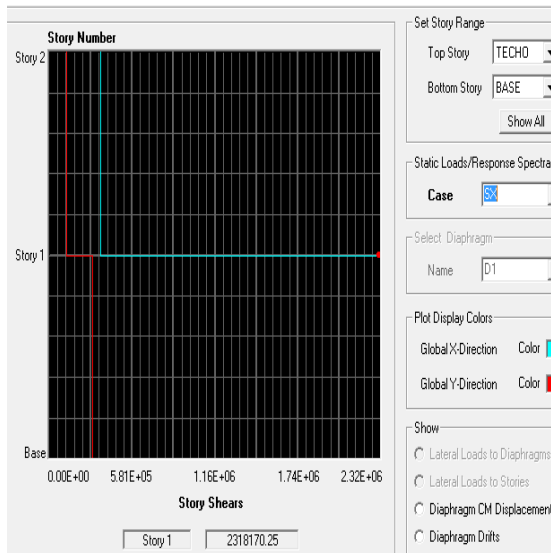 Story Number
Story 2
Story 1
Base
0.00E+00 5.81E+05 1.16E+06 1.74E+06 2.32E+06
Story Shears
Story 1 2318170.25
Set Story Range
Top Story TECHO
Bottom Story BASE
Show All
Static Loads/Response Spectra
Case SX
Select Diaphragm
Name D1
Plot Display Colors
Global X-Direction Color
Global Y-Direction Color
Show
Lateral Loads to Diaphragms
Lateral Loads to Stories
Diaphragm CM Displacement
Diaphragm Drifts